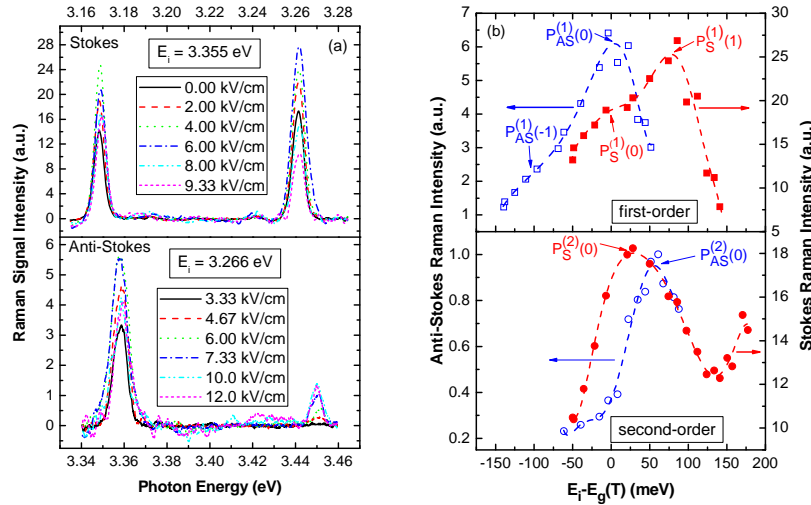 3.16 3.18 3.20 3.22 3.24 3.26 3.28
Stokes
(a)
E_i = 3.355 eV
0.00 kV/cm
2.00 kV/cm
4.00 kV/cm
6.00 kV/cm
8.00 kV/cm
9.33 kV/cm
28
24
20
16
12
8
4
0
Anti-Stokes
E_i = 3.266 eV
3.33 kV/cm
4.67 kV/cm
6.00 kV/cm
7.33 kV/cm
10.0 kV/cm
12.0 kV/cm
6
5
4
3
2
1
0
3.34 3.36 3.38 3.40 3.42 3.44 3.46
Photon Energy (eV)
Raman Signal Intensity (a.u.)
(b)
P_AS^(1)(0)
P_S^(1)(1)
P_AS^(1)(-1)
P_S^(1)(0)
first-order
7
6
5
4
3
2
1
30
25
20
15
10
5
P_S^(2)(0)
P_AS^(2)(0)
second-order
1.0
0.8
0.6
0.4
0.2
18
16
14
12
10
-150 -100 -50 0 50 100 150 200
E_i-E_g(T) (meV)
Anti-Stokes Raman Intensity (a.u.)
Stokes Raman Intensity (a.u.)